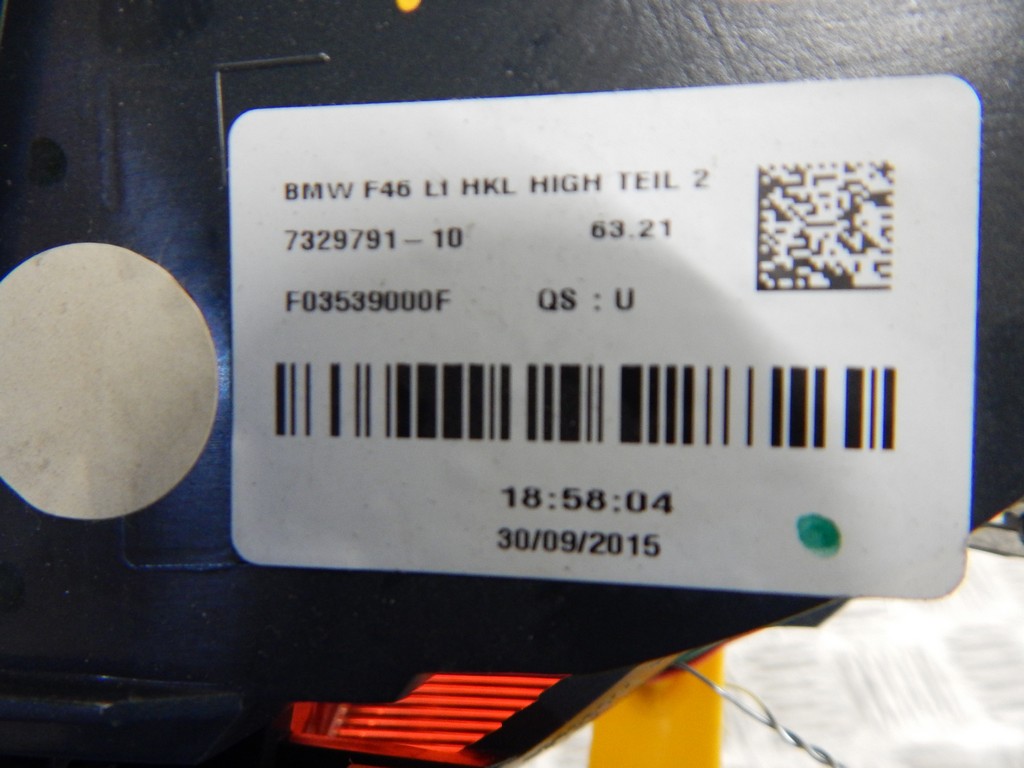 BMW F46 LI HKL HIGH TEIL 2
7329791-10 63.21
F03539000F QS : U
18:58:04
30/09/2015